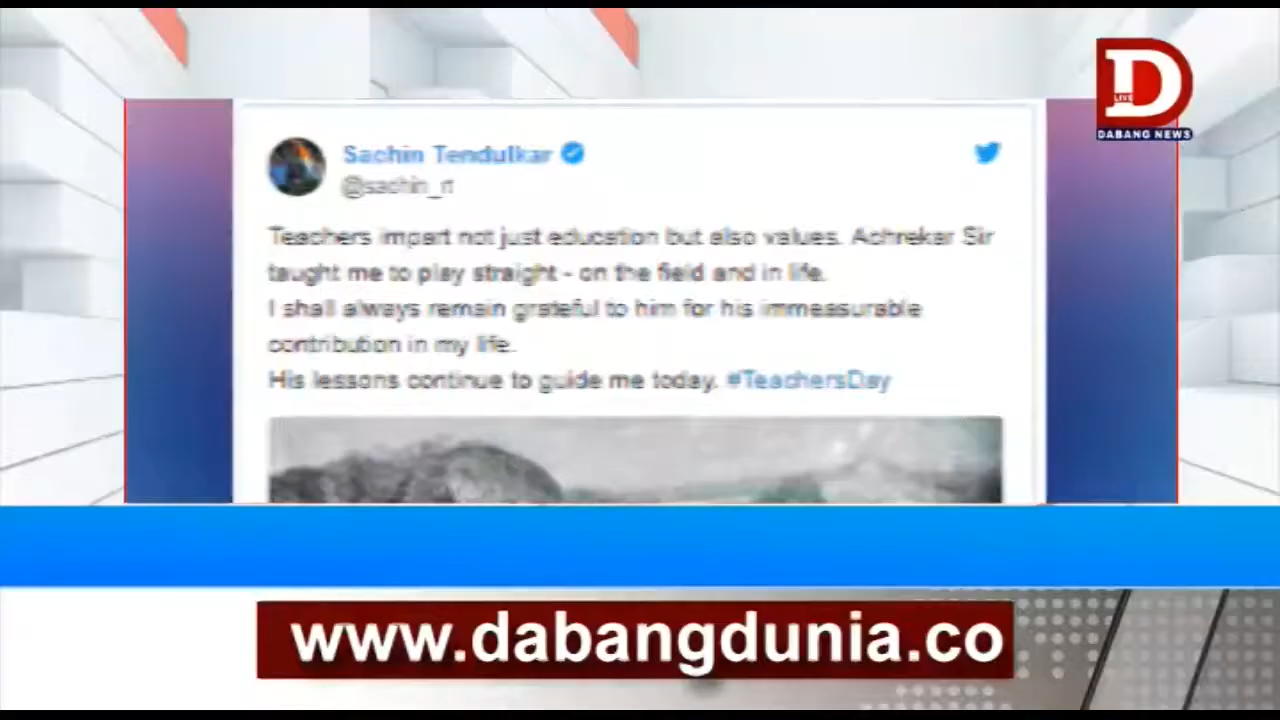 D
LIVE
DABANG NEWS
Sachin Tendulkar
@sachin_rt
Teachers impart not just education but also values. Achrekar Sir
taught me to play straight - on the field and in life.
I shall always remain grateful to him for his immeasurable
contribution in my life.
His lessons continue to guide me today. #TeachersDay
www.dabangdunia.co